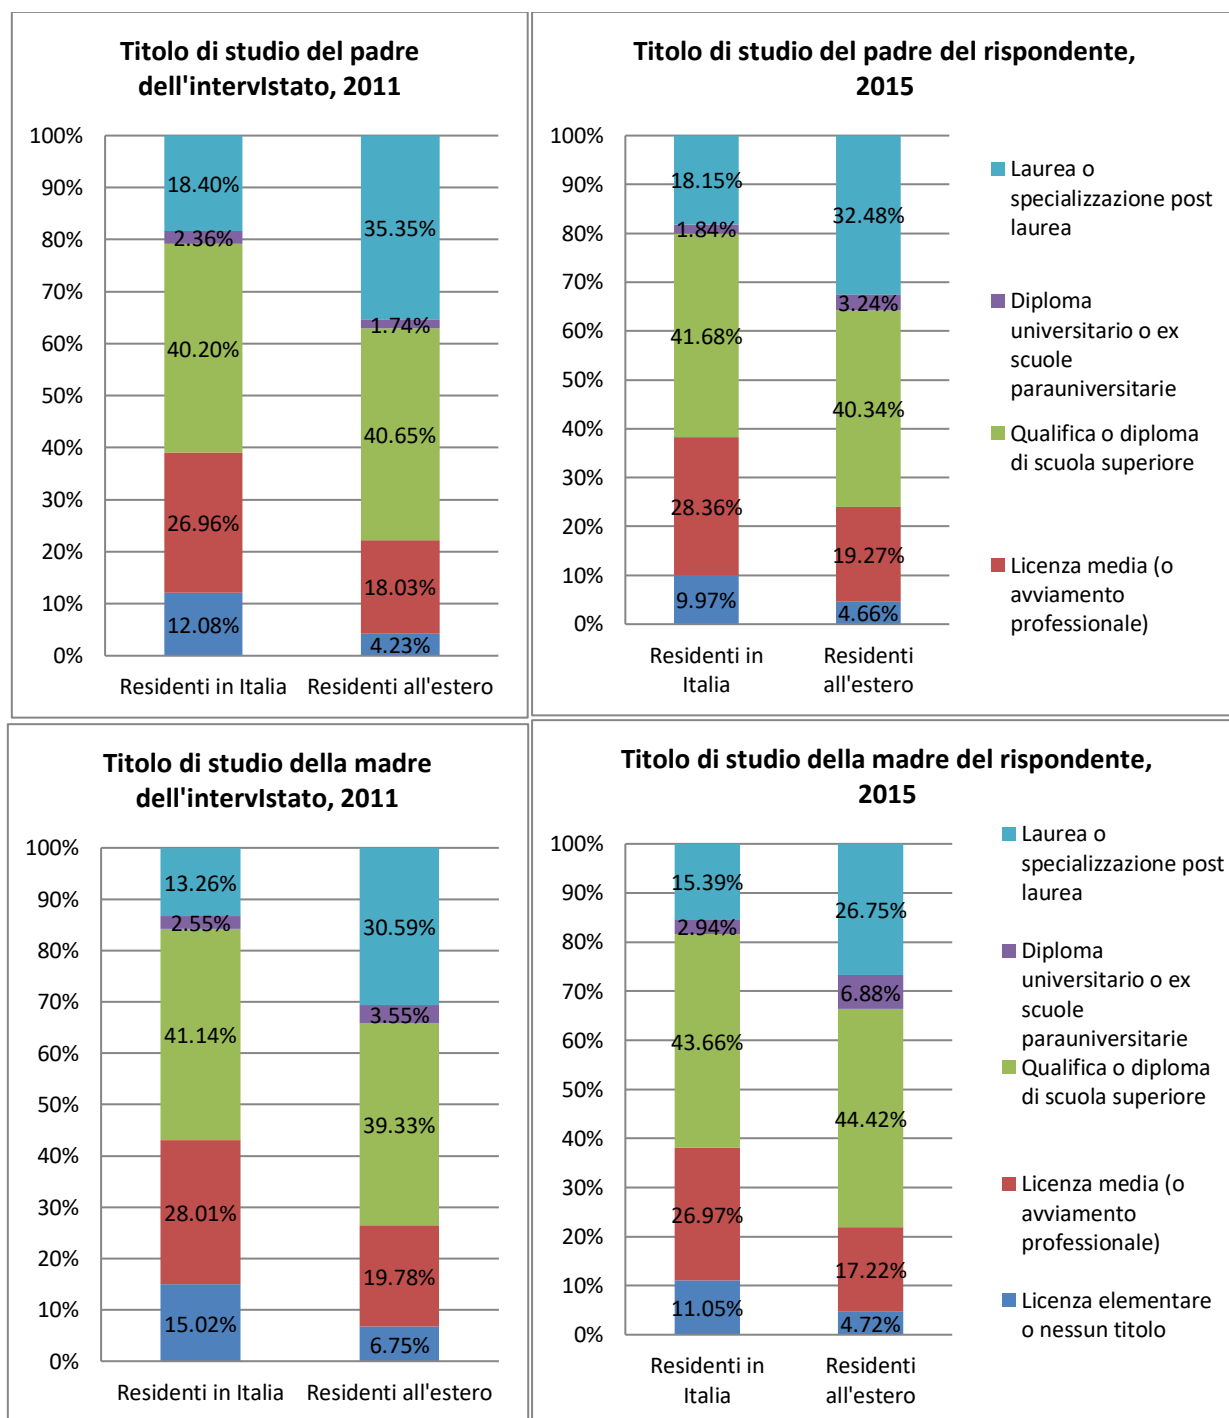 Titolo di studio del padre
dell'intervIstato, 2011
100%
90%
80%
70%
60%
50%
40%
30%
20%
10%
0%
18.40%
2.36%
40.20%
26.96%
12.08%
35.35%
1.74%
40.65%
18.03%
4.23%
Residenti in Italia
Residenti all'estero
Titolo di studio del padre del rispondente,
2015
100%
90%
80%
70%
60%
50%
40%
30%
20%
10%
0%
18.15%
1.84%
41.68%
28.36%
9.97%
32.48%
3.24%
40.34%
19.27%
4.66%
Residenti in
Italia
Residenti
all'estero
Laurea o
specializzazione post
laurea
Diploma
universitario o ex
scuole
parauniversitarie
Qualifica o diploma
di scuola superiore
Licenza media (o
avviamento
professionale)
Titolo di studio della madre
dell'intervIstato, 2011
100%
90%
80%
70%
60%
50%
40%
30%
20%
10%
0%
13.26%
2.55%
41.14%
28.01%
15.02%
30.59%
3.55%
39.33%
19.78%
6.75%
Residenti in Italia
Residenti all'estero
Titolo di studio della madre del rispondente,
2015
100%
90%
80%
70%
60%
50%
40%
30%
20%
10%
0%
15.39%
2.94%
43.66%
26.97%
11.05%
26.75%
6.88%
44.42%
17.22%
4.72%
Residenti in
Italia
Residenti
all'estero
Laurea o
specializzazione post
laurea
Diploma
universitario o ex
scuole
parauniversitarie
Qualifica o diploma
di scuola superiore
Licenza media (o
avviamento
professionale)
Licenza elementare
o nessun titolo